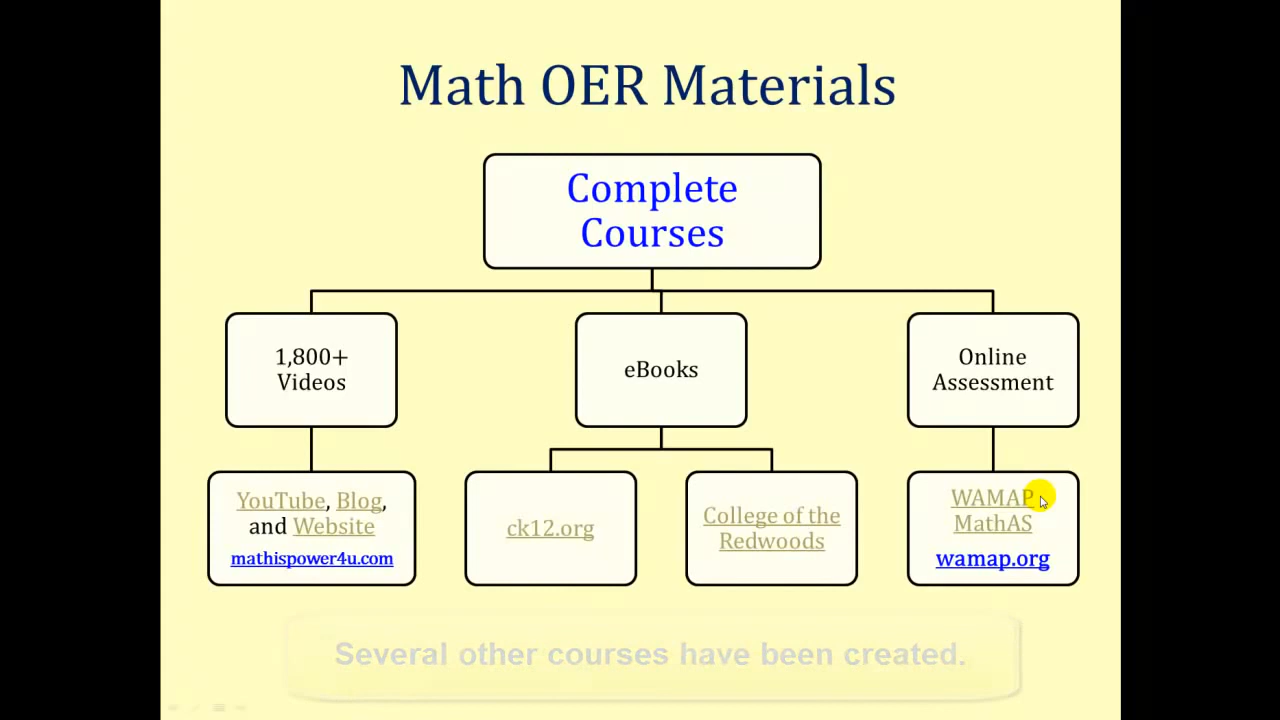 Math OER Materials
Complete
Courses
1,800+
Videos
eBooks
Online
Assessment
YouTube, Blog,
and Website
mathispower4u.com
ck12.org
College of the
Redwoods
WAMAP
MathAS
wamap.org
Several other courses have been created.